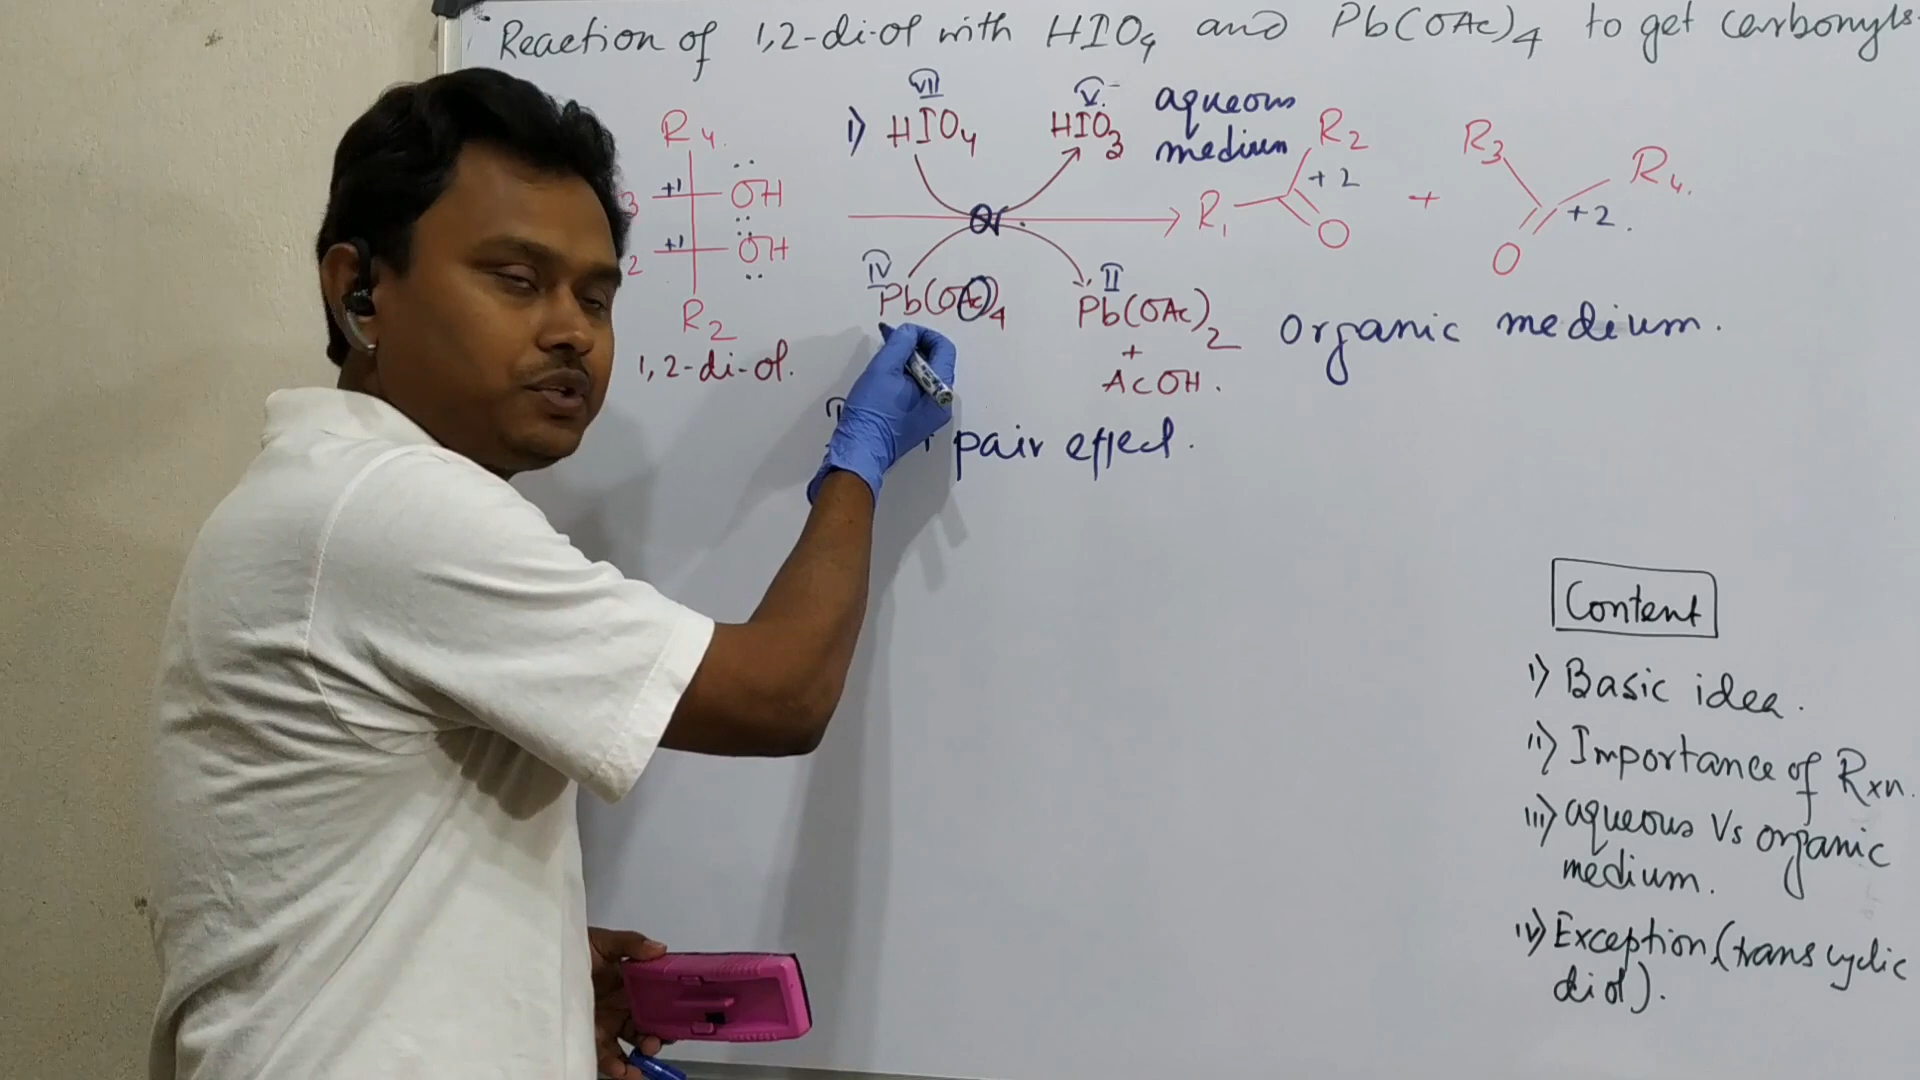 Reaction of 1,2-di-ol with HIO4 and Pb(OAc)4 to get carbonyls.
R4
3 +1 OH
+1 OH
2
R2
1,2-di-ol.
VII V
i) HIO4 HIO3 aqueous medium
Or
IV II
Pb(OAc)4 Pb(OAc)2 Organic medium.
+
AcOH.
R1 R2 +2 O + R3 R4. +2. O
pair effect.
Content
i) Basic idea.
ii) Importance of Rxn.
iii) aqueous Vs organic
medium.
iv) Exception (trans cyclic
diol).